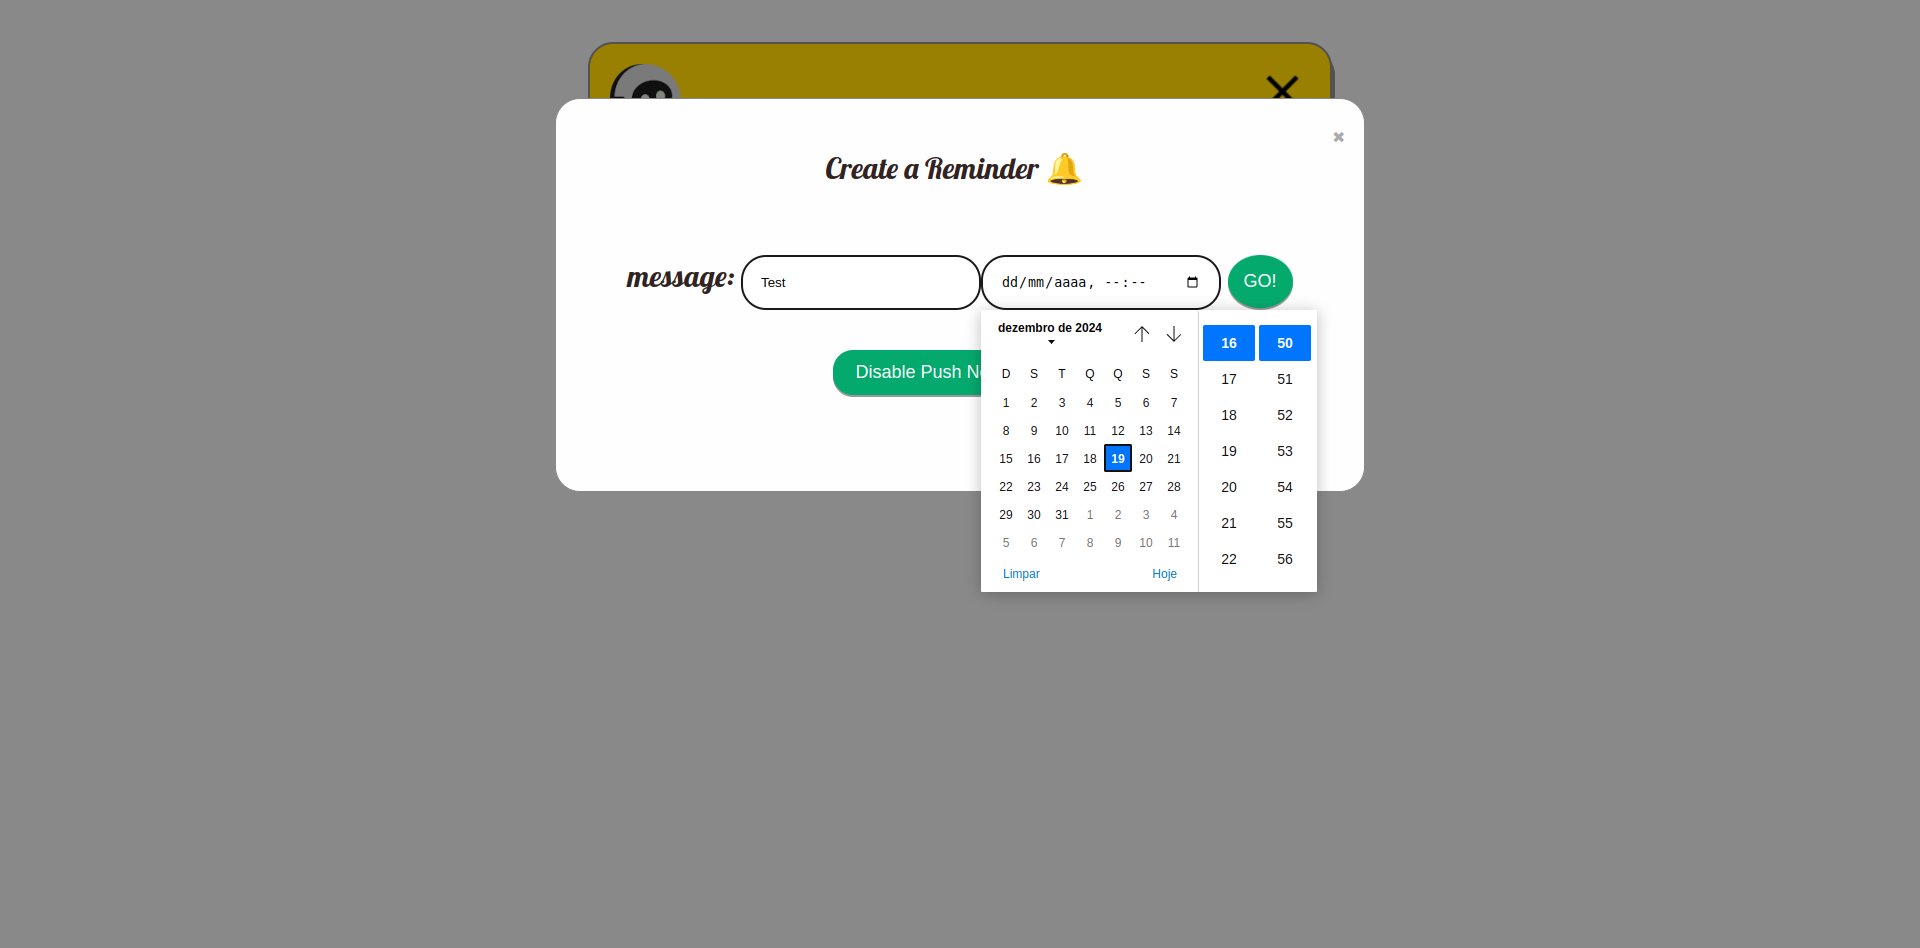 ✖
Create a Reminder 🔔
message: Test dd/mm/aaaa, --:-- GO!
Disable Push N
dezembro de 2024
D S T Q Q S S
1 2 3 4 5 6 7
8 9 10 11 12 13 14
15 16 17 18 19 20 21
22 23 24 25 26 27 28
29 30 31 1 2 3 4
5 6 7 8 9 10 11
Limpar Hoje
16 50
17 51
18 52
19 53
20 54
21 55
22 56